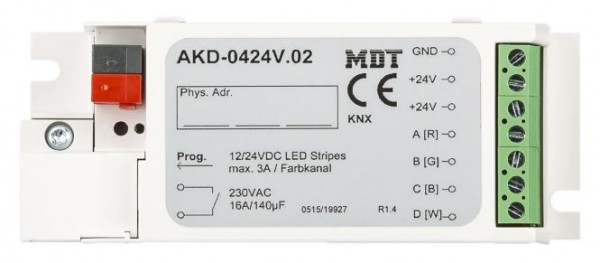 AKD-0424V.02
MDT
Phys. Adr.
CE
KNX
Prog.
12/24VDC LED Stripes
max. 3A / Farbkanal
230VAC
16A/140µF
0515/19927
R1.4
GND
+24V
+24V
A [R]
B [G]
C [B]
D [W]